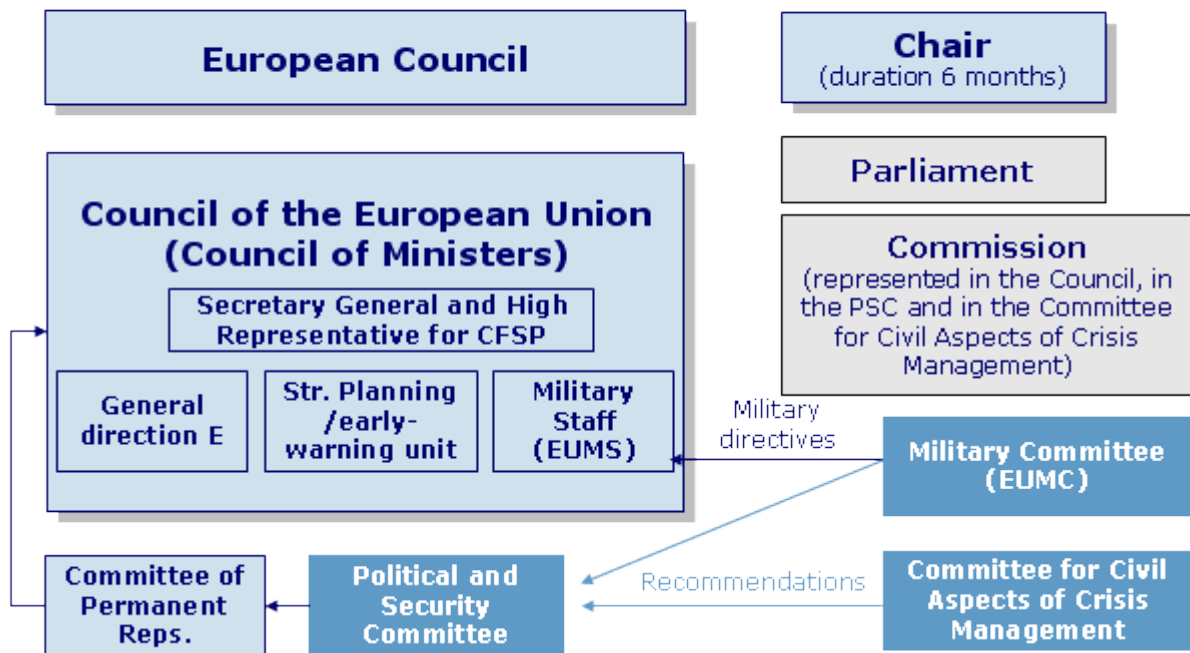 European Council
Chair
(duration 6 months)
Parliament
Council of the European Union
(Council of Ministers)
Secretary General and High
Representative for CFSP
General
direction E
Str. Planning
/early-
warning unit
Military
Staff
(EUMS)
Commission
(represented in the Council, in
the PSC and in the Committee
for Civil Aspects of Crisis
Management)
Military
directives
Military Committee
(EUMC)
Committee of
Permanent
Reps.
Political and
Security
Committee
Recommendations
Committee for Civil
Aspects of Crisis
Management